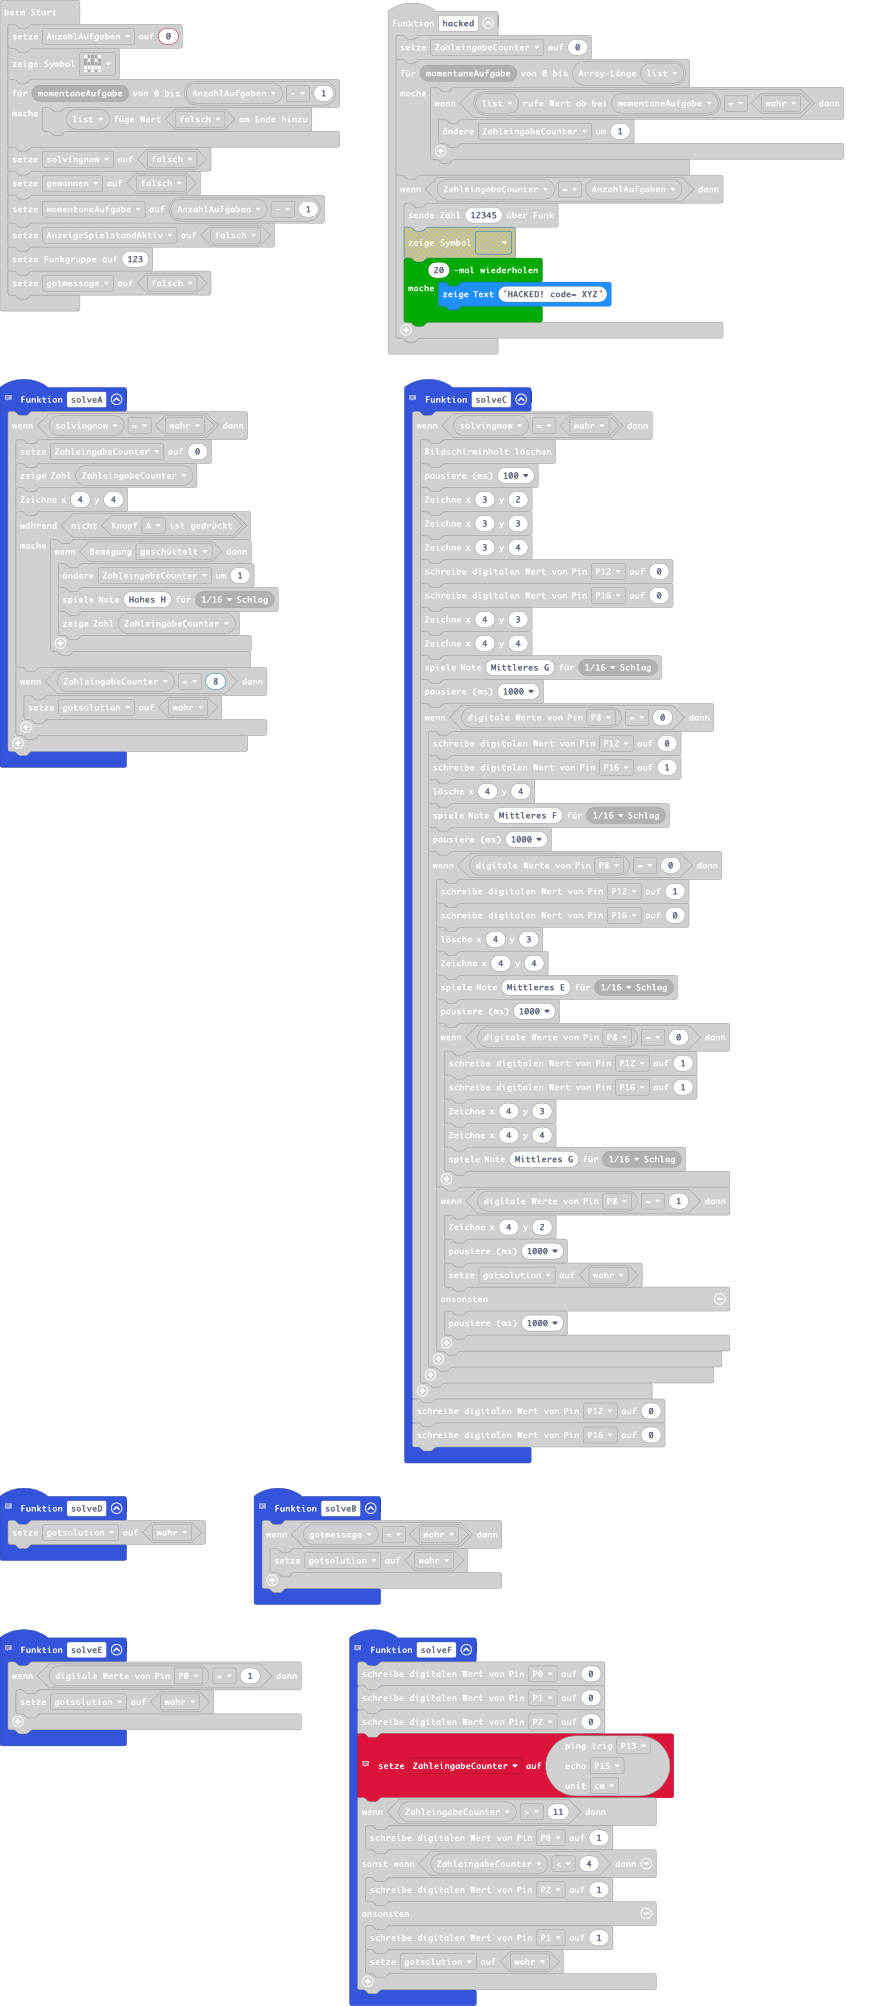 beim Start
setze AnzahlAufgaben auf 0
zeige Symbol
für momentaneAufgabe von 0 bis AnzahlAufgaben - 1
mache list füge Wert falsch am Ende hinzu
setze solvingnow auf falsch
setze gewonnen auf falsch
setze momentaneAufgabe auf AnzahlAufgaben - 1
setze AnzeigeSpielstandAktiv auf falsch
setze Funkgruppe auf 123
setze gotmessage auf falsch
Funktion hacked
setze ZahleingabeCounter auf 0
für momentaneAufgabe von 0 bis Array-Länge list
mache wenn list rufe Wert ab bei momentaneAufgabe = wahr dann
ändere ZahleingabeCounter um 1
wenn ZahleingabeCounter = AnzahlAufgaben dann
sende Zahl 12345 über Funk
zeige Symbol
20 -mal wiederholen
mache zeige Text "HACKED! code= XYZ"
Funktion solveA
wenn solvingnow = wahr dann
setze ZahleingabeCounter auf 0
zeige Zahl ZahleingabeCounter
Zeichne x 4 y 4
während nicht Knopf A ist gedrückt
mache wenn Bewegung geschüttelt dann
ändere ZahleingabeCounter um 1
spiele Note Hohes H für 1/16 Schlag
zeige Zahl ZahleingabeCounter
wenn ZahleingabeCounter = 8 dann
setze gotsolution auf wahr
Funktion solveC
wenn solvingnow = wahr dann
Bildschirminhalt löschen
pausiere (ms) 100
Zeichne x 3 y 2
Zeichne x 3 y 3
Zeichne x 3 y 4
schreibe digitalen Wert von Pin P12 auf 0
schreibe digitalen Wert von Pin P16 auf 0
Zeichne x 4 y 3
Zeichne x 4 y 4
spiele Note Mittleres G für 1/16 Schlag
pausiere (ms) 1000
wenn digitale Werte von Pin P8 = 0 dann
schreibe digitalen Wert von Pin P12 auf 0
schreibe digitalen Wert von Pin P16 auf 1
lösche x 4 y 4
spiele Note Mittleres F für 1/16 Schlag
pausiere (ms) 1000
wenn digitale Werte von Pin P8 = 0 dann
schreibe digitalen Wert von Pin P12 auf 1
schreibe digitalen Wert von Pin P16 auf 0
lösche x 4 y 3
Zeichne x 4 y 4
spiele Note Mittleres E für 1/16 Schlag
pausiere (ms) 1000
wenn digitale Werte von Pin P8 = 0 dann
schreibe digitalen Wert von Pin P12 auf 1
schreibe digitalen Wert von Pin P16 auf 1
Zeichne x 4 y 3
Zeichne x 4 y 4
spiele Note Mittleres G für 1/16 Schlag
wenn digitale Werte von Pin P8 = 1 dann
Zeichne x 4 y 2
pausiere (ms) 1000
setze gotsolution auf wahr
ansonsten
pausiere (ms) 1000
schreibe digitalen Wert von Pin P12 auf 0
schreibe digitalen Wert von Pin P16 auf 0
Funktion solveD
setze gotsolution auf wahr
Funktion solveB
wenn gotmessage = wahr dann
setze gotsolution auf wahr
Funktion solveE
wenn digitale Werte von Pin P0 = 1 dann
setze gotsolution auf wahr
Funktion solveF
schreibe digitalen Wert von Pin P0 auf 0
schreibe digitalen Wert von Pin P1 auf 0
schreibe digitalen Wert von Pin P2 auf 0
setze ZahleingabeCounter auf ping trig P13
echo P15
unit cm
wenn ZahleingabeCounter > 11 dann
schreibe digitalen Wert von Pin P0 auf 1
sonst wenn ZahleingabeCounter < 4 dann
schreibe digitalen Wert von Pin P2 auf 1
ansonsten
schreibe digitalen Wert von Pin P1 auf 1
setze gotsolution auf wahr